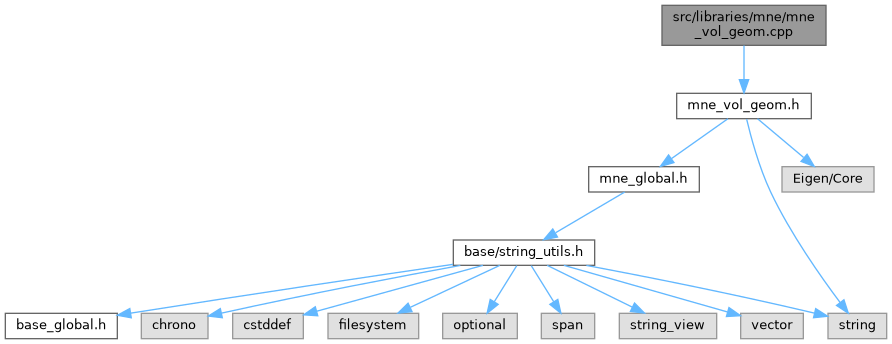 src/libraries/mne/mne
_vol_geom.cpp
mne_vol_geom.h
mne_global.h
Eigen/Core
base/string_utils.h
base_global.h
chrono
cstddef
filesystem
optional
span
string_view
vector
string